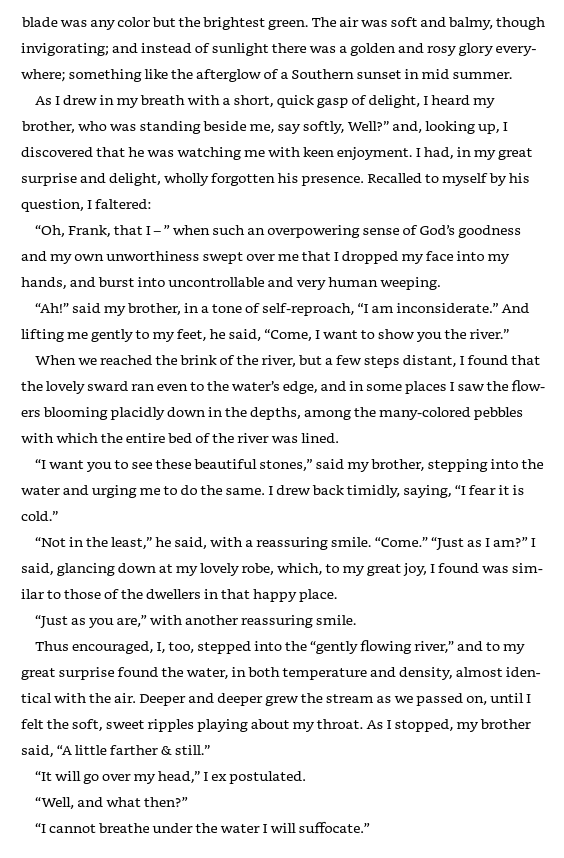 blade was any color but the brightest green. The air was soft and balmy, though
invigorating; and instead of sunlight there was a golden and rosy glory every-
where; something like the afterglow of a Southern sunset in mid summer.
As I drew in my breath with a short, quick gasp of delight, I heard my
brother, who was standing beside me, say softly, Well?” and, looking up, I
discovered that he was watching me with keen enjoyment. I had, in my great
surprise and delight, wholly forgotten his presence. Recalled to myself by his
question, I faltered:
“Oh, Frank, that I – ” when such an overpowering sense of God’s goodness
and my own unworthiness swept over me that I dropped my face into my
hands, and burst into uncontrollable and very human weeping.
“Ah!” said my brother, in a tone of self-reproach, “I am inconsiderate.” And
lifting me gently to my feet, he said, “Come, I want to show you the river.”
When we reached the brink of the river, but a few steps distant, I found that
the lovely sward ran even to the water’s edge, and in some places I saw the flow-
ers blooming placidly down in the depths, among the many-colored pebbles
with which the entire bed of the river was lined.
“I want you to see these beautiful stones,” said my brother, stepping into the
water and urging me to do the same. I drew back timidly, saying, “I fear it is
cold.”
“Not in the least,” he said, with a reassuring smile. “Come.” “Just as I am?” I
said, glancing down at my lovely robe, which, to my great joy, I found was sim-
ilar to those of the dwellers in that happy place.
“Just as you are,” with another reassuring smile.
Thus encouraged, I, too, stepped into the “gently flowing river,” and to my
great surprise found the water, in both temperature and density, almost iden-
tical with the air. Deeper and deeper grew the stream as we passed on, until I
felt the soft, sweet ripples playing about my throat. As I stopped, my brother
said, “A little farther & still.”
“It will go over my head,” I ex postulated.
“Well, and what then?”
“I cannot breathe under the water I will suffocate.”